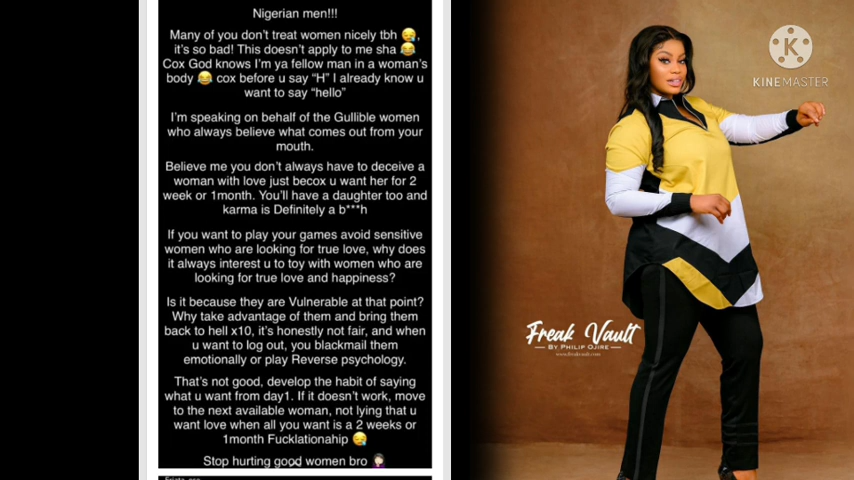 Nigerian men!!!
Many of you don't treat women nicely tbh 😪,
it's so bad! This doesn't apply to me sha 😂
Cox God knows I'm ya fellow man in a woman's
body 😂 cox before u say "H" I already know u
want to say "hello"
I'm speaking on behalf of the Gullible women
who always believe what comes out from your
mouth.
Believe me you don't always have to deceive a
woman with love just becox u want her for 2
week or 1month. You'll have a daughter too and
karma is Definitely a b***h
If you want to play your games avoid sensitive
women who are looking for true love, why does
it always interest u to toy with women who are
looking for true love and happiness?
Is it because they are Vulnerable at that point?
Why take advantage of them and bring them
back to hell x10, it's honestly not fair, and when
u want to log out, you blackmail them
emotionally or play Reverse psychology.
That's not good, develop the habit of saying
what u want from day1. If it doesn't work, move
to the next available woman, not lying that u
want love when all you want is a 2 weeks or
1month Fucklationahip 😪
Stop hurting good women bro 🤦🏻‍♀️
K
KINEMASTER
Freak Vault
BY PHILIP OJIRE
www.freakvault.com